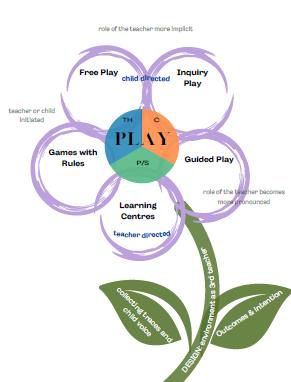 role of the teacher more implicit
Free Play
child directed
Inquiry
Play
teacher or child
initiated
TH
C
PLAY
P/S
Games with
Rules
Guided Play
role of the teacher becomes
more pronounced
Learning
Centres
teacher directed
DESIGN: environment as 3rd teacher
collecting traces and
child voice
Outcomes & Intention